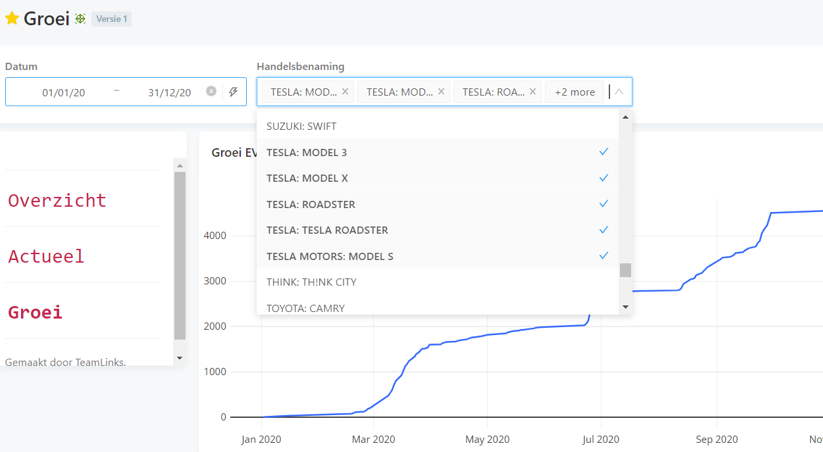 Groei Versie 1
Datum
01/01/20 ~ 31/12/20
Handelsbenaming
TESLA: MOD... TESLA: MOD... TESLA: ROA... +2 more
SUZUKI: SWIFT
TESLA: MODEL 3
TESLA: MODEL X
TESLA: ROADSTER
TESLA: TESLA ROADSTER
TESLA MOTORS: MODEL S
THINK: TH!NK CITY
TOYOTA: CAMRY
Overzicht
Actueel
Groei
Gemaakt door TeamLinks.
Groei EV
4000
3000
2000
1000
0
Jan 2020 Mar 2020 May 2020 Jul 2020 Sep 2020 Nov